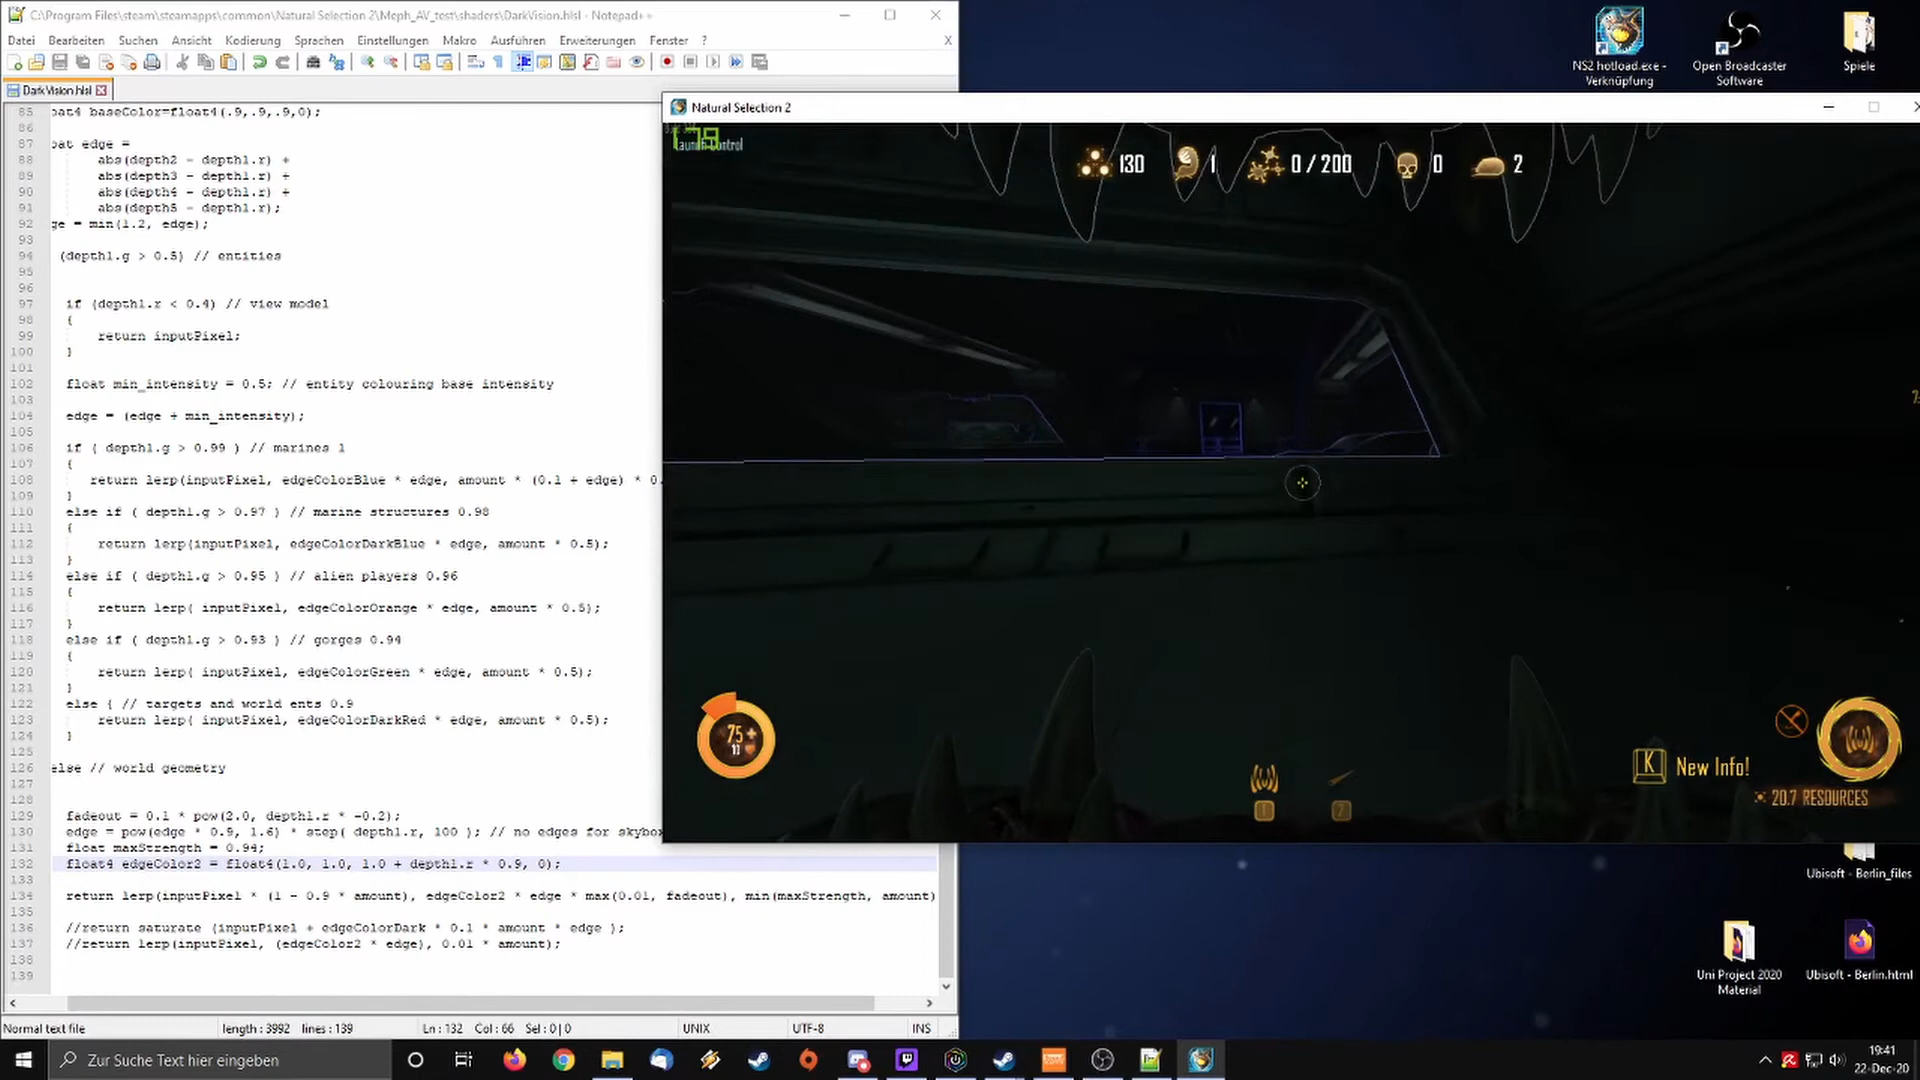 C:\Program Files\steam\steamapps\common\Natural Selection 2\Meph_AV_test\shaders\DarkVision.hlsl - Notepad++
Datei Bearbeiten Suchen Ansicht Kodierung Sprachen Einstellungen Makro Ausführen Erweiterungen Fenster ? X
DarkVision.hlsl
85 oat4 baseColor=float4(.9,.9,.9,0);
86
87 oat edge =
88 abs(depth2 - depth1.r) +
89 abs(depth3 - depth1.r) +
90 abs(depth4 - depth1.r) +
91 abs(depth5 - depth1.r);
92 ge = min(1.2, edge);
93
94 (depth1.g > 0.5) // entities
95
96
97 if (depth1.r < 0.4) // view model
98 {
99 return inputPixel;
100 }
101
102 float min_intensity = 0.5; // entity colouring base intensity
103
104 edge = (edge + min_intensity);
105
106 if ( depth1.g > 0.99 ) // marines 1
107 {
108 return lerp(inputPixel, edgeColorBlue * edge, amount * (0.1 + edge) * 0.
109 }
110 else if ( depth1.g > 0.97 ) // marine structures 0.98
111 {
112 return lerp(inputPixel, edgeColorDarkBlue * edge, amount * 0.5);
113 }
114 else if ( depth1.g > 0.95 ) // alien players 0.96
115 {
116 return lerp( inputPixel, edgeColorOrange * edge, amount * 0.5);
117 }
118 else if ( depth1.g > 0.93 ) // gorges 0.94
119 {
120 return lerp( inputPixel, edgeColorGreen * edge, amount * 0.5);
121 }
122 else { // targets and world ents 0.9
123 return lerp( inputPixel, edgeColorDarkRed * edge, amount * 0.5);
124 }
125
126 else // world geometry
127
128
129 fadeout = 0.1 * pow(2.0, depth1.r * -0.2);
130 edge = pow(edge * 0.9, 1.6) * step( depth1.r, 100 ); // no edges for skybox
131 float maxStrength = 0.94;
132 float4 edgeColor2 = float4(1.0, 1.0, 1.0 + depth1.r * 0.9, 0);
133
134 return lerp(inputPixel * (1 - 0.9 * amount), edgeColor2 * edge * max(0.01, fadeout), min(maxStrength, amount)
135
136 //return saturate (inputPixel + edgeColorDark * 0.1 * amount * edge );
137 //return lerp(inputPixel, (edgeColor2 * edge), 0.01 * amount);
138
139
Normal text file length : 3992 lines : 139 Ln : 132 Col : 66 Sel : 0 | 0 UNIX UTF-8 INS
Natural Selection 2
Launch Control
130 1 0 / 200 0 2
75+
11
1 2
K New Info!
20.7 RESOURCES
NS2 hotload.exe - Verknüpfung
Open Broadcaster Software
Spiele
Ubisoft - Berlin_files
Uni Project 2020 Material
Ubisoft - Berlin.html
Zur Suche Text hier eingeben
19:41
22-Dec-20